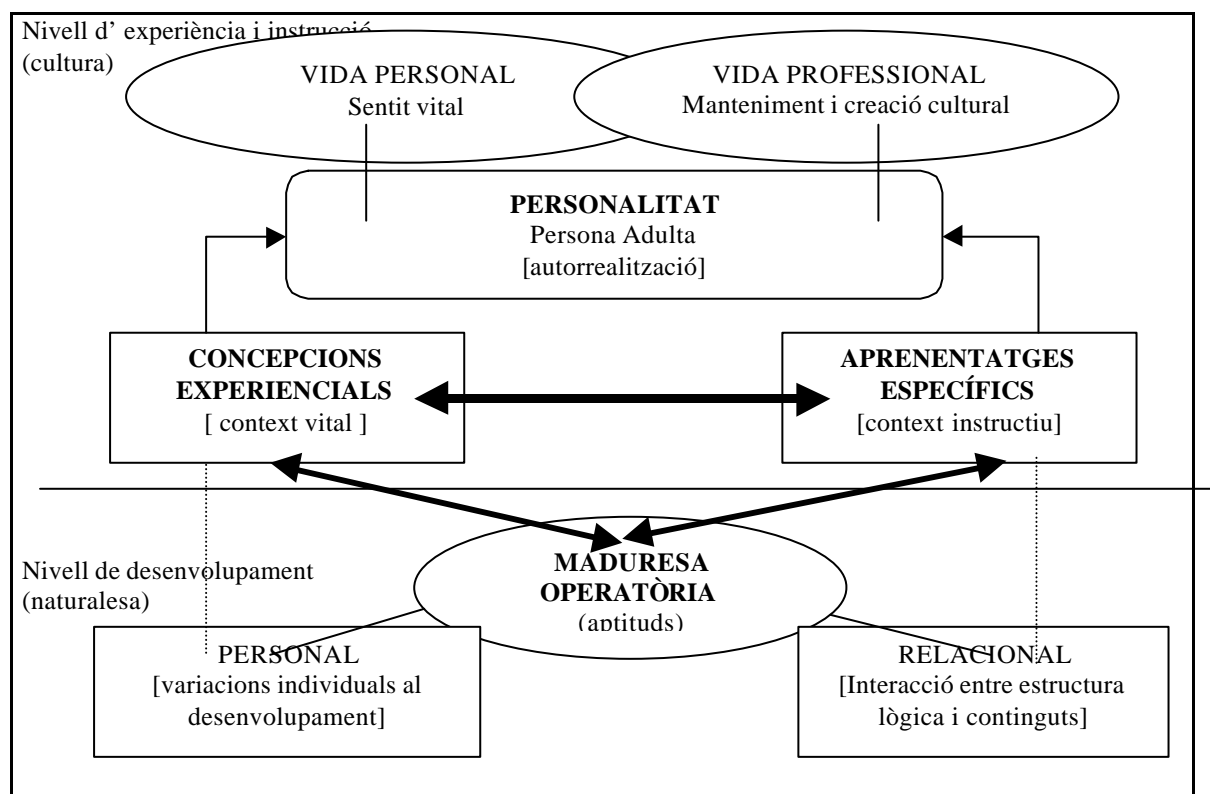 Nivell d’ experiència i instrucció
(cultura)
VIDA PERSONAL
Sentit vital
VIDA PROFESSIONAL
Manteniment i creació cultural
PERSONALITAT
Persona Adulta
[autorrealització]
CONCEPCIONS
EXPERIENCIALS
[ context vital ]
APRENENTATGES
ESPECÍFICS
[context instructiu]
MADURESA
OPERATÒRIA
(aptituds)
Nivell de desenvolupament
(naturalesa)
PERSONAL
[variacions individuals al
desenvolupament]
RELACIONAL
[Interacció entre estructura
lògica i continguts]